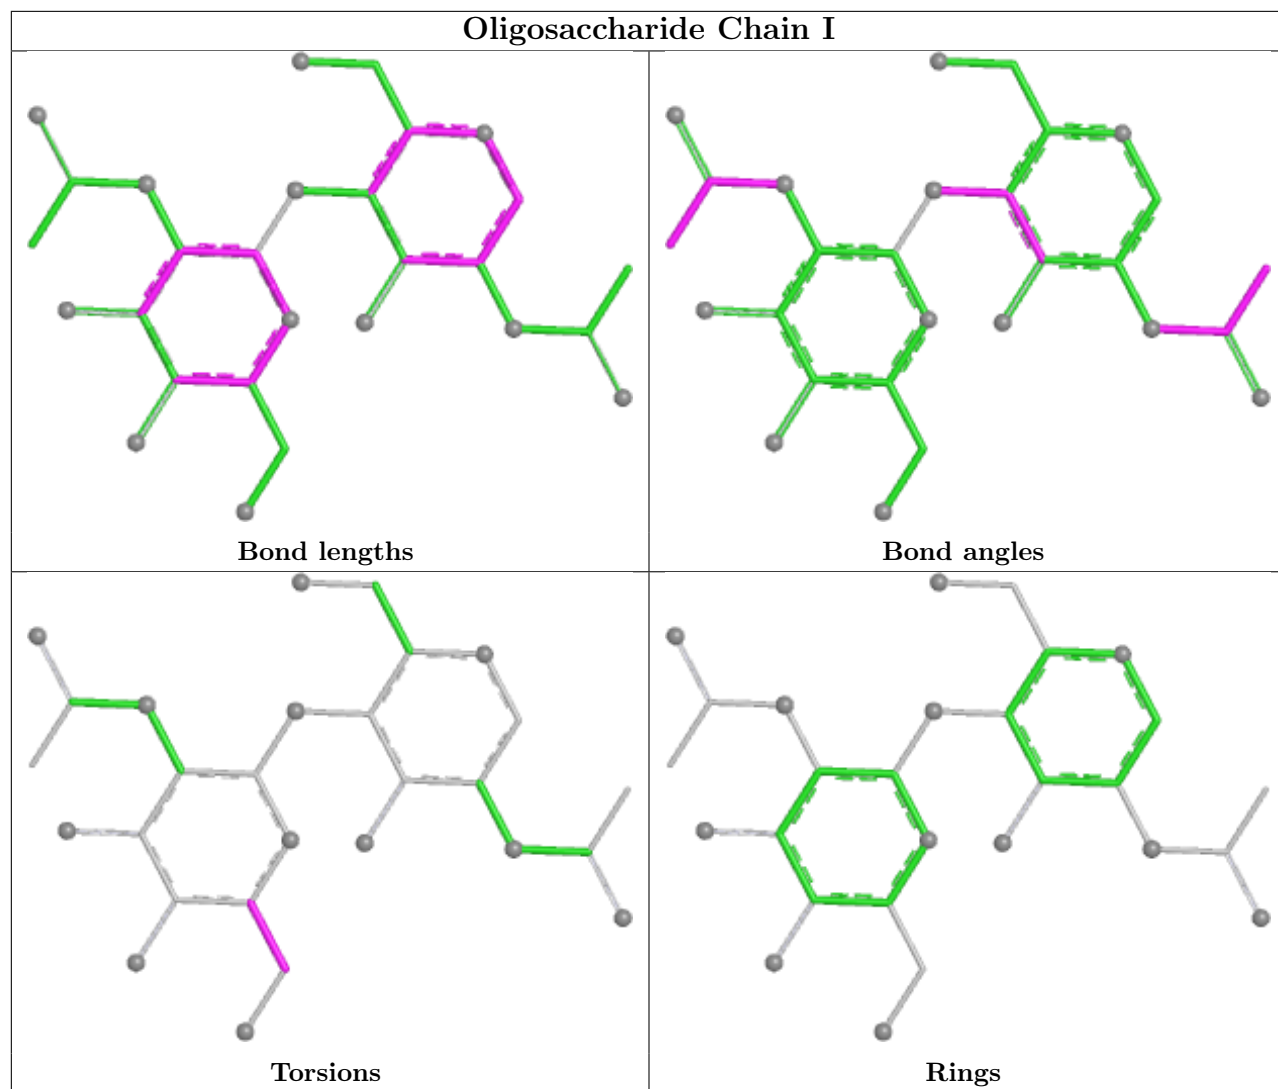 Oligosaccharide Chain I
Bond lengths
Bond angles
Torsions
Rings